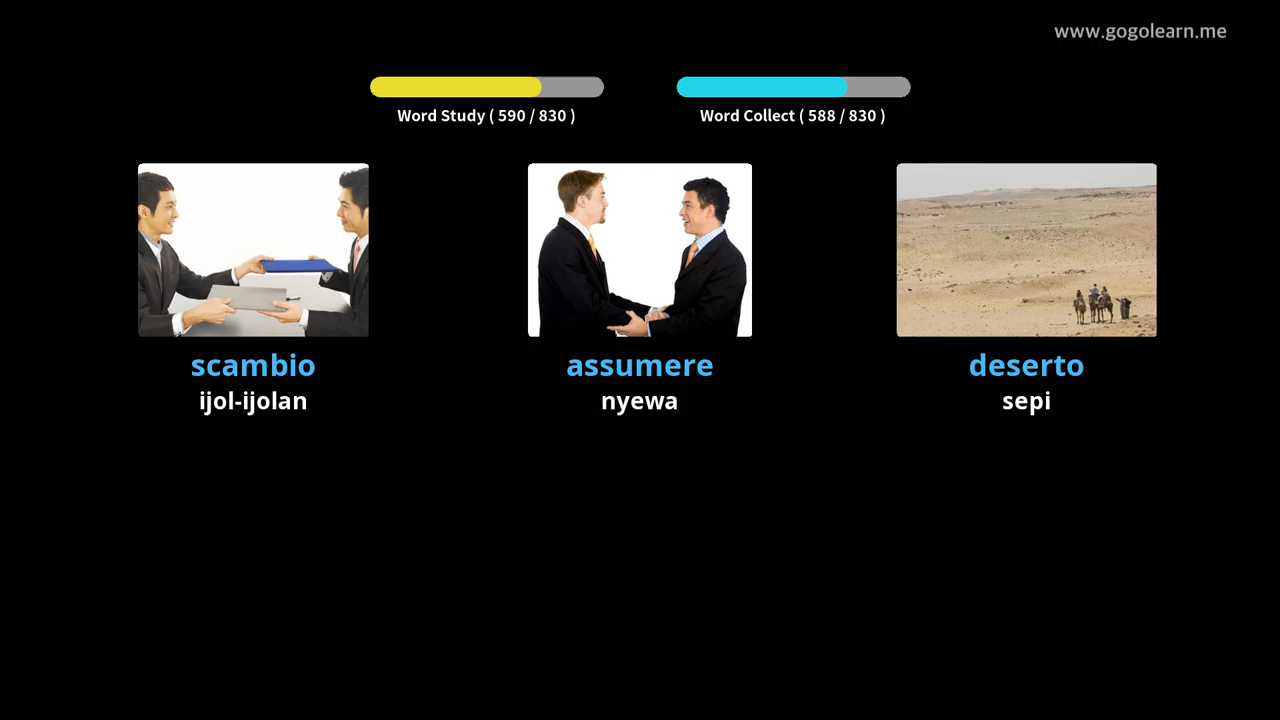 www.gogolearn.me
Word Study ( 590 / 830 )
Word Collect ( 588 / 830 )
scambio
ijol-ijolan
assumere
nyewa
deserto
sepi